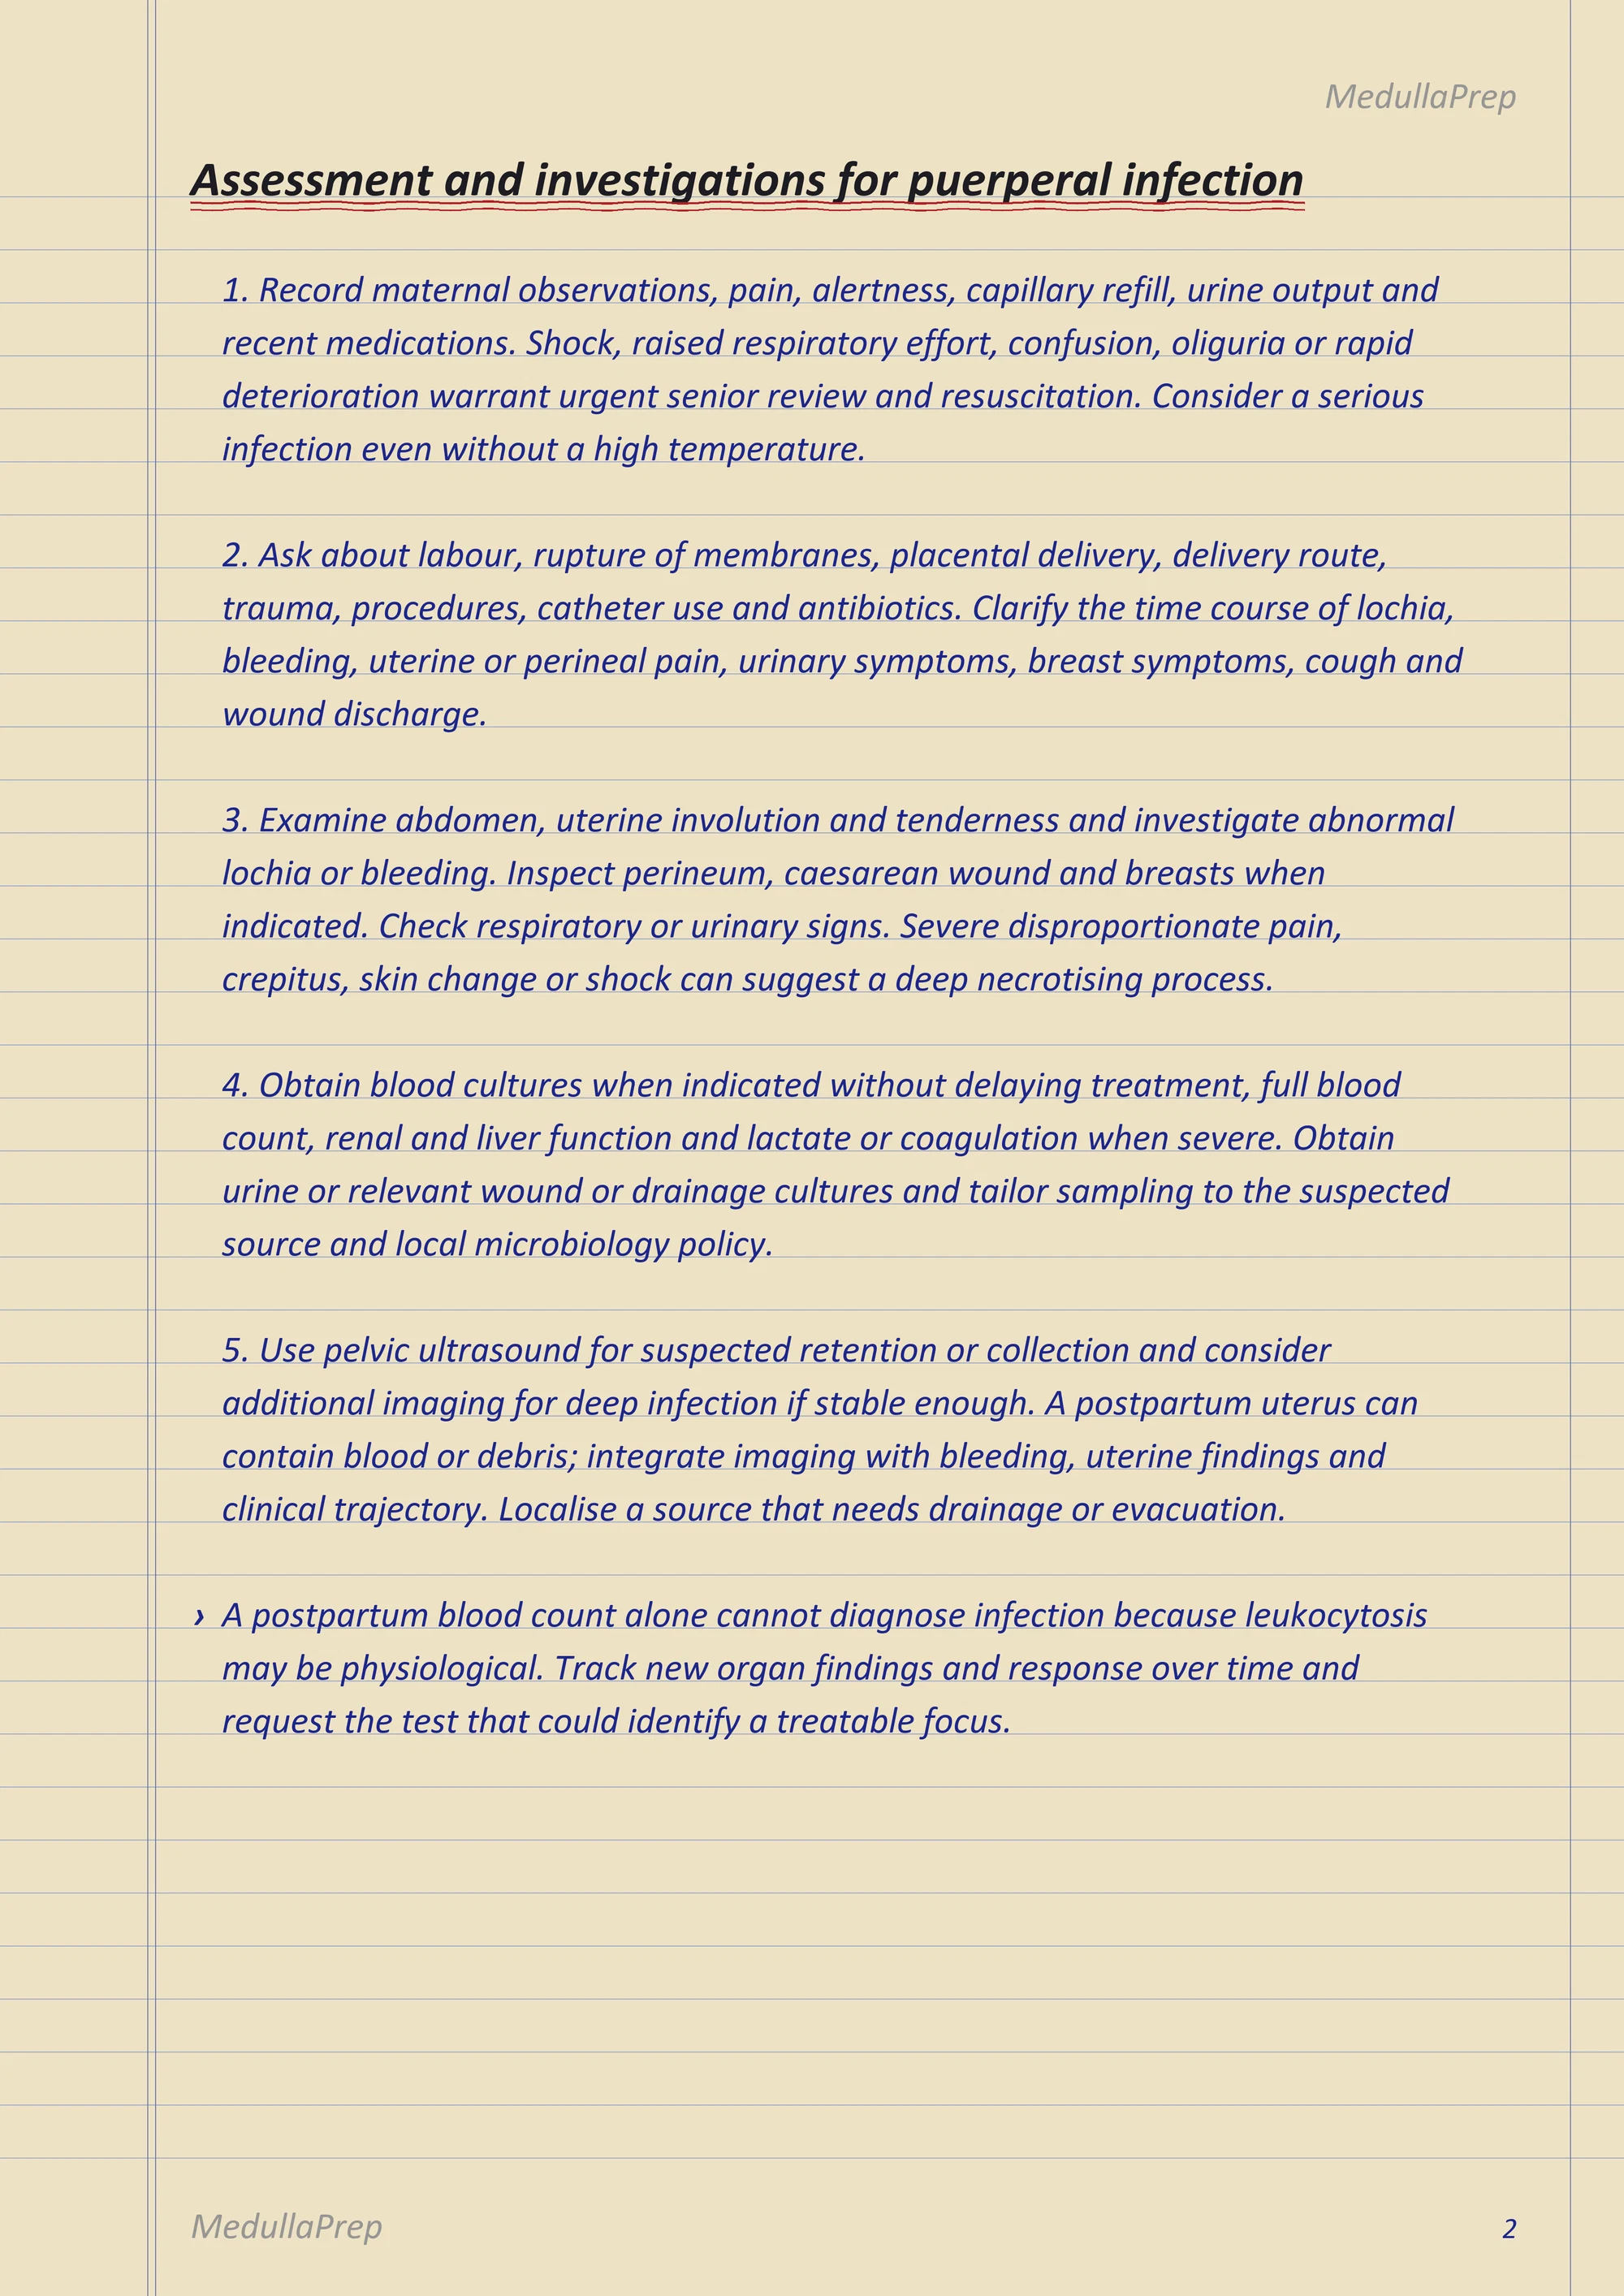 MedullaPrep
Assessment and investigations for puerperal infection
1. Record maternal observations, pain, alertness, capillary refill, urine output and
recent medications. Shock, raised respiratory effort, confusion, oliguria or rapid
deterioration warrant urgent senior review and resuscitation. Consider a serious
infection even without a high temperature.
2. Ask about labour, rupture of membranes, placental delivery, delivery route,
trauma, procedures, catheter use and antibiotics. Clarify the time course of lochia,
bleeding, uterine or perineal pain, urinary symptoms, breast symptoms, cough and
wound discharge.
3. Examine abdomen, uterine involution and tenderness and investigate abnormal
lochia or bleeding. Inspect perineum, caesarean wound and breasts when
indicated. Check respiratory or urinary signs. Severe disproportionate pain,
crepitus, skin change or shock can suggest a deep necrotising process.
4. Obtain blood cultures when indicated without delaying treatment, full blood
count, renal and liver function and lactate or coagulation when severe. Obtain
urine or relevant wound or drainage cultures and tailor sampling to the suspected
source and local microbiology policy.
5. Use pelvic ultrasound for suspected retention or collection and consider
additional imaging for deep infection if stable enough. A postpartum uterus can
contain blood or debris; integrate imaging with bleeding, uterine findings and
clinical trajectory. Localise a source that needs drainage or evacuation.
› A postpartum blood count alone cannot diagnose infection because leukocytosis
may be physiological. Track new organ findings and response over time and
request the test that could identify a treatable focus.
MedullaPrep
2